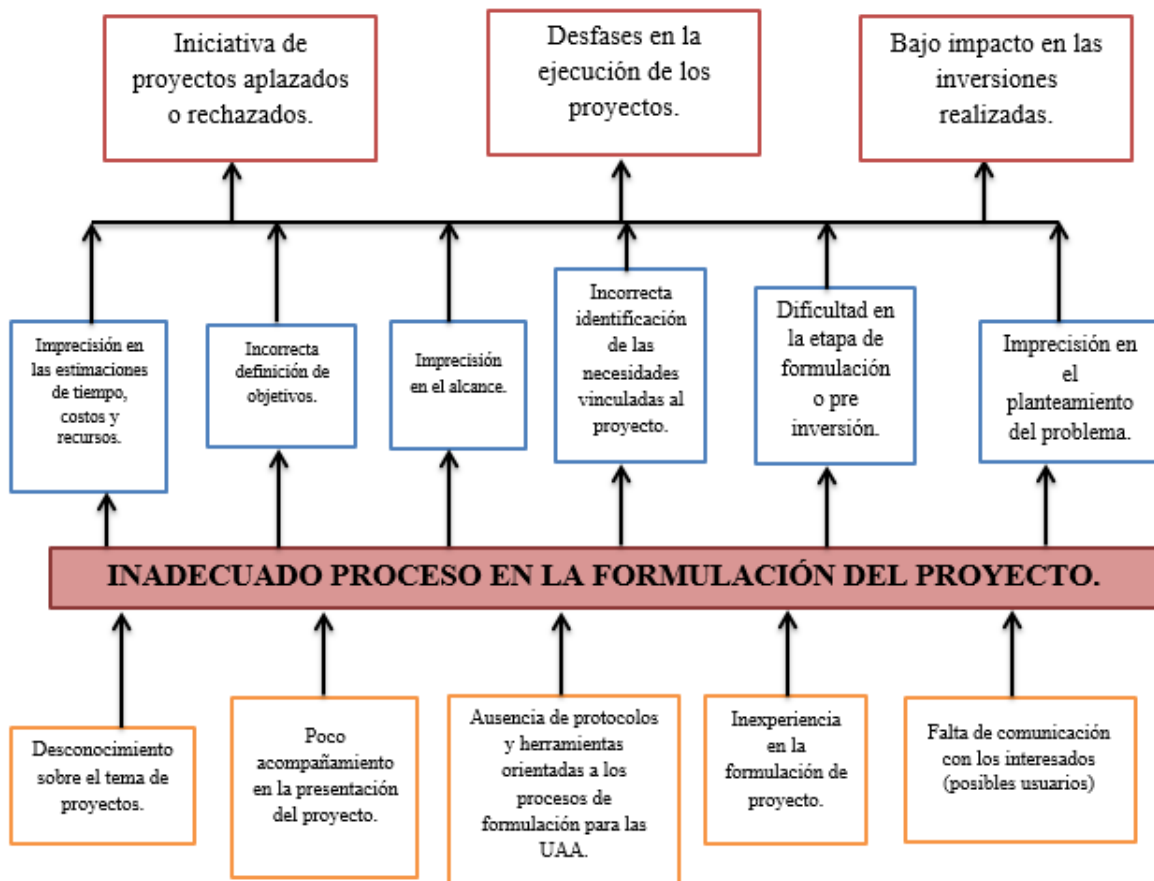 Iniciativa de
proyectos aplazados
o rechazados.
Desfases en la
ejecución de los
proyectos.
Bajo impacto en las
inversiones
realizadas.
Imprecisión en
las estimaciones
de tiempo,
costos y
recursos.
Incorrecta
definición de
objetivos.
Imprecisión
en el alcance.
Incorrecta
identificación
de las
necesidades
vinculadas al
proyecto.
Dificultad en
la etapa de
formulación
o pre
inversión.
Imprecisión en
el
planteamiento
del problema.
INADECUADO PROCESO EN LA FORMULACIÓN DEL PROYECTO.
Desconocimiento
sobre el tema de
proyectos.
Poco
acompañamiento
en la presentación
del proyecto.
Ausencia de protocolos
y herramientas
orientadas a los
procesos de
formulación para las
UAA.
Inexperiencia
en la
formulación de
proyecto.
Falta de comunicación
con los interesados
(posibles usuarios)